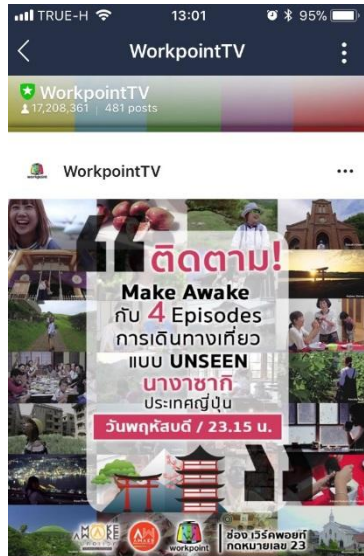 TRUE-H
13:01
95%
WorkpointTV
WorkpointTV
17,208,361 | 481 posts
WorkpointTV
ติดตาม!
Make Awake
กับ 4 Episodes
การเดินทางเที่ยว
แบบ UNSEEN
นางาซากิ
ประเทศญี่ปุ่น
วันพฤหัสบดี / 23.15 น.
MAKE
AWAKE
workpoint
ช่อง เวิร์คพอยท์
กดหมายเลข 23